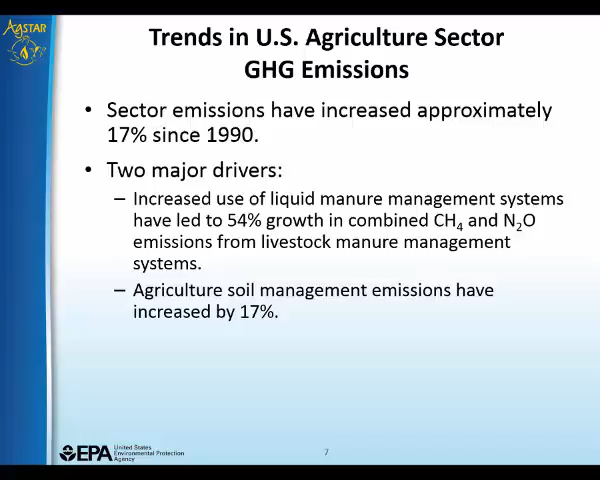 AgSTAR
Trends in U.S. Agriculture Sector
GHG Emissions
• Sector emissions have increased approximately
17% since 1990.
• Two major drivers:
– Increased use of liquid manure management systems
have led to 54% growth in combined CH₄ and N₂O
emissions from livestock manure management
systems.
– Agriculture soil management emissions have
increased by 17%.
EPA
United States
Environmental Protection
Agency
7